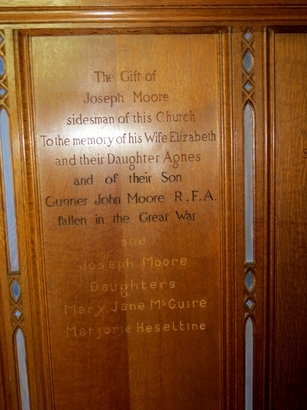 The Gift of
Joseph Moore
sidesman of this Church
To the memory of his Wife Elizabeth
and their Daughter Agnes
and of their Son
Gunner John Moore R.F.A.
fallen in the Great War
and
Joseph Moore
Daughters
Mary Jane McGuire
Marjorie Heseltine